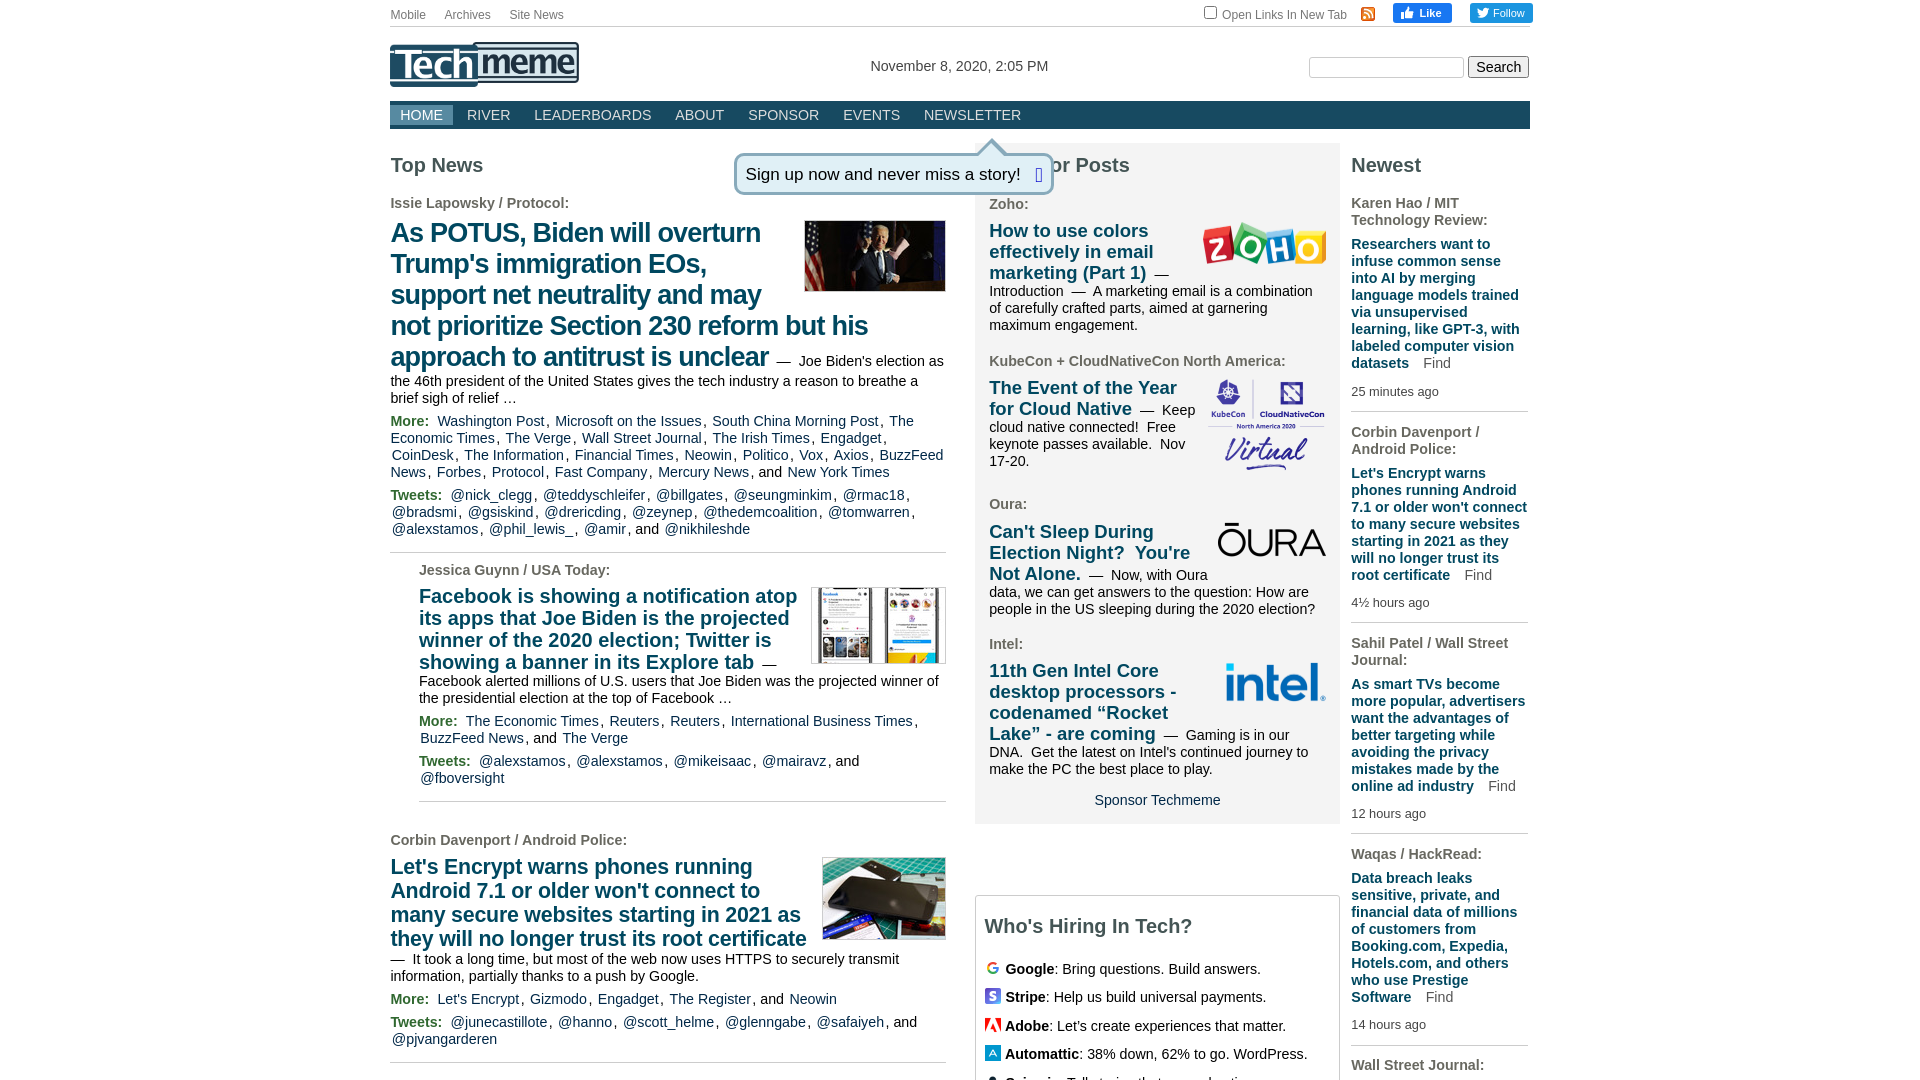 Mobile Archives Site News
Open Links In New Tab
Like
Follow
Techmeme
November 8, 2020, 2:05 PM
Search
HOME RIVER LEADERBOARDS ABOUT SPONSOR EVENTS NEWSLETTER
Sign up now and never miss a story!
Top News
Issie Lapowsky / Protocol:
As POTUS, Biden will overturn
Trump's immigration EOs,
support net neutrality and may
not prioritize Section 230 reform but his
approach to antitrust is unclear — Joe Biden's election as
the 46th president of the United States gives the tech industry a reason to breathe a
brief sigh of relief …
More: Washington Post, Microsoft on the Issues, South China Morning Post, The
Economic Times, The Verge, Wall Street Journal, The Irish Times, Engadget,
CoinDesk, The Information, Financial Times, Neowin, Politico, Vox, Axios, BuzzFeed
News, Forbes, Protocol, Fast Company, Mercury News, and New York Times
Tweets: @nick_clegg, @teddyschleifer, @billgates, @seungminkim, @rmac18,
@bradsmi, @gsiskind, @drericding, @zeynep, @thedemcoalition, @tomwarren,
@alexstamos, @phil_lewis_, @amir, and @nikhileshde
Jessica Guynn / USA Today:
Facebook is showing a notification atop
its apps that Joe Biden is the projected
winner of the 2020 election; Twitter is
showing a banner in its Explore tab —
Facebook alerted millions of U.S. users that Joe Biden was the projected winner of
the presidential election at the top of Facebook …
More: The Economic Times, Reuters, Reuters, International Business Times,
BuzzFeed News, and The Verge
Tweets: @alexstamos, @alexstamos, @mikeisaac, @mairavz, and
@fboversight
Corbin Davenport / Android Police:
Let's Encrypt warns phones running
Android 7.1 or older won't connect to
many secure websites starting in 2021 as
they will no longer trust its root certificate
— It took a long time, but most of the web now uses HTTPS to securely transmit
information, partially thanks to a push by Google.
More: Let's Encrypt, Gizmodo, Engadget, The Register, and Neowin
Tweets: @junecastillote, @hanno, @scott_helme, @glenngabe, @safaiyeh, and
@pjvangarderen
or Posts
Zoho:
How to use colors
effectively in email
marketing (Part 1) —
Introduction — A marketing email is a combination
of carefully crafted parts, aimed at garnering
maximum engagement.
ZOHO
KubeCon + CloudNativeCon North America:
The Event of the Year
for Cloud Native — Keep
cloud native connected! Free
keynote passes available. Nov
17-20.
KubeCon CloudNativeCon
North America 2020
Virtual
Oura:
Can't Sleep During
Election Night? You're
Not Alone. — Now, with Oura
data, we can get answers to the question: How are
people in the US sleeping during the 2020 election?
ŌURA
Intel:
11th Gen Intel Core
desktop processors -
codenamed “Rocket
Lake” - are coming — Gaming is in our
DNA. Get the latest on Intel's continued journey to
make the PC the best place to play.
intel
Sponsor Techmeme
Who's Hiring In Tech?
Google: Bring questions. Build answers.
Stripe: Help us build universal payments.
Adobe: Let’s create experiences that matter.
Automattic: 38% down, 62% to go. WordPress.
Newest
Karen Hao / MIT
Technology Review:
Researchers want to
infuse common sense
into AI by merging
language models trained
via unsupervised
learning, like GPT-3, with
labeled computer vision
datasets Find
25 minutes ago
Corbin Davenport /
Android Police:
Let's Encrypt warns
phones running Android
7.1 or older won't connect
to many secure websites
starting in 2021 as they
will no longer trust its
root certificate Find
4½ hours ago
Sahil Patel / Wall Street
Journal:
As smart TVs become
more popular, advertisers
want the advantages of
better targeting while
avoiding the privacy
mistakes made by the
online ad industry Find
12 hours ago
Waqas / HackRead:
Data breach leaks
sensitive, private, and
financial data of millions
of customers from
Booking.com, Expedia,
Hotels.com, and others
who use Prestige
Software Find
14 hours ago
Wall Street Journal: